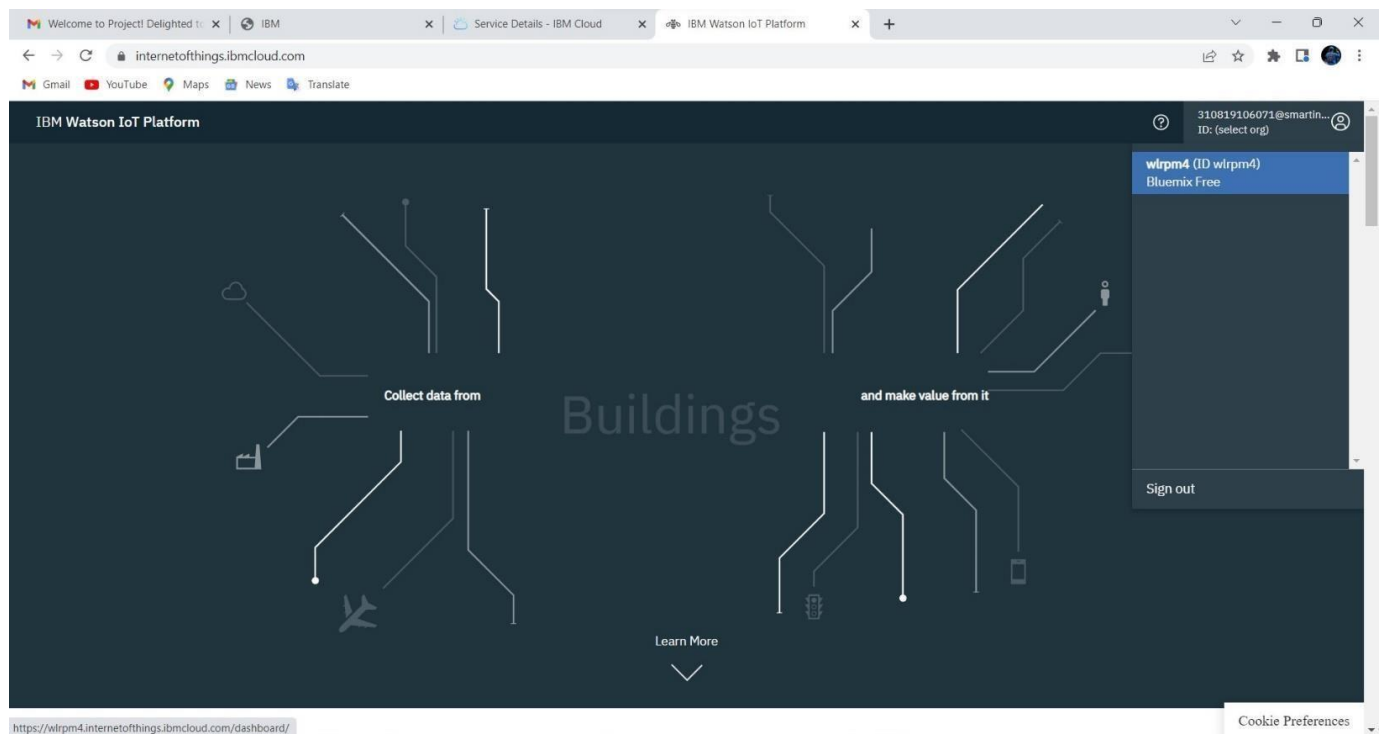 Welcome to Project! Delighted to
IBM
Service Details - IBM Cloud
IBM Watson IoT Platform
internetofthings.ibmcloud.com
Gmail
YouTube
Maps
News
Translate
IBM Watson IoT Platform
310819106071@smartin...
ID: (select org)
wlrpm4 (ID wlrpm4)
Bluemix Free
Collect data from
Buildings
and make value from it
Sign out
Learn More
Cookie Preferences
https://wlrpm4.internetofthings.ibmcloud.com/dashboard/